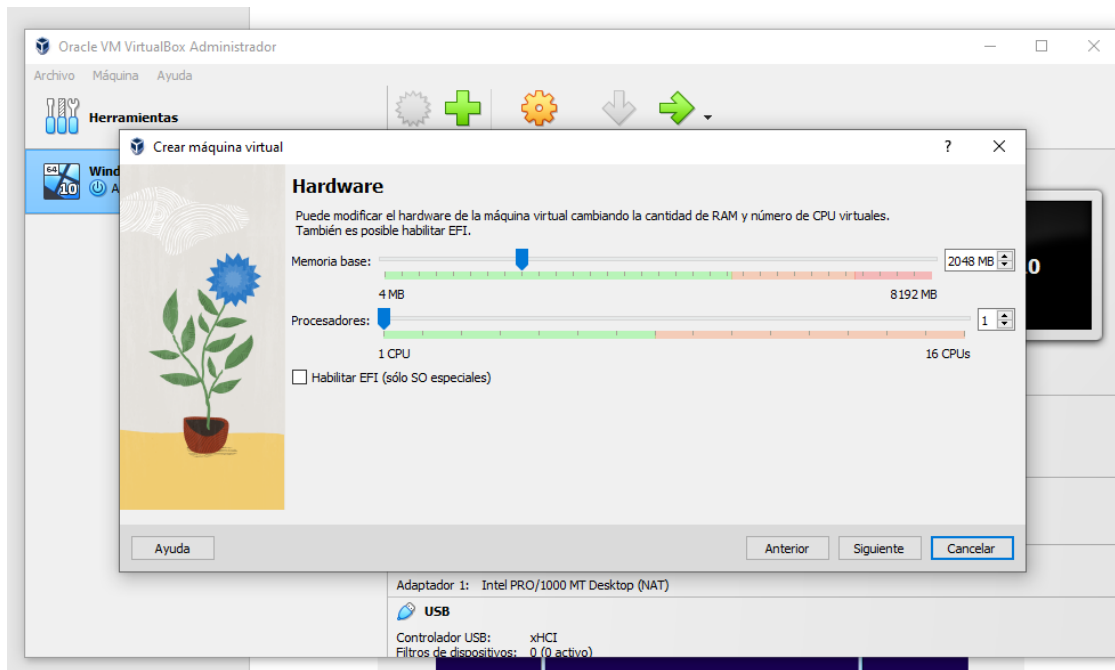 Oracle VM VirtualBox Administrador
Archivo Máquina Ayuda
Herramientas
Crear máquina virtual
?
64
10
Wind
A
Hardware
Puede modificar el hardware de la máquina virtual cambiando la cantidad de RAM y número de CPU virtuales.
También es posible habilitar EFI.
Memoria base:
2048 MB
4 MB
8192 MB
Procesadores:
1
1 CPU
16 CPUs
Habilitar EFI (sólo SO especiales)
Ayuda
Anterior
Siguiente
Cancelar
Adaptador 1: Intel PRO/1000 MT Desktop (NAT)
USB
Controlador USB: xHCI
Filtros de dispositivos: 0 (0 activo)